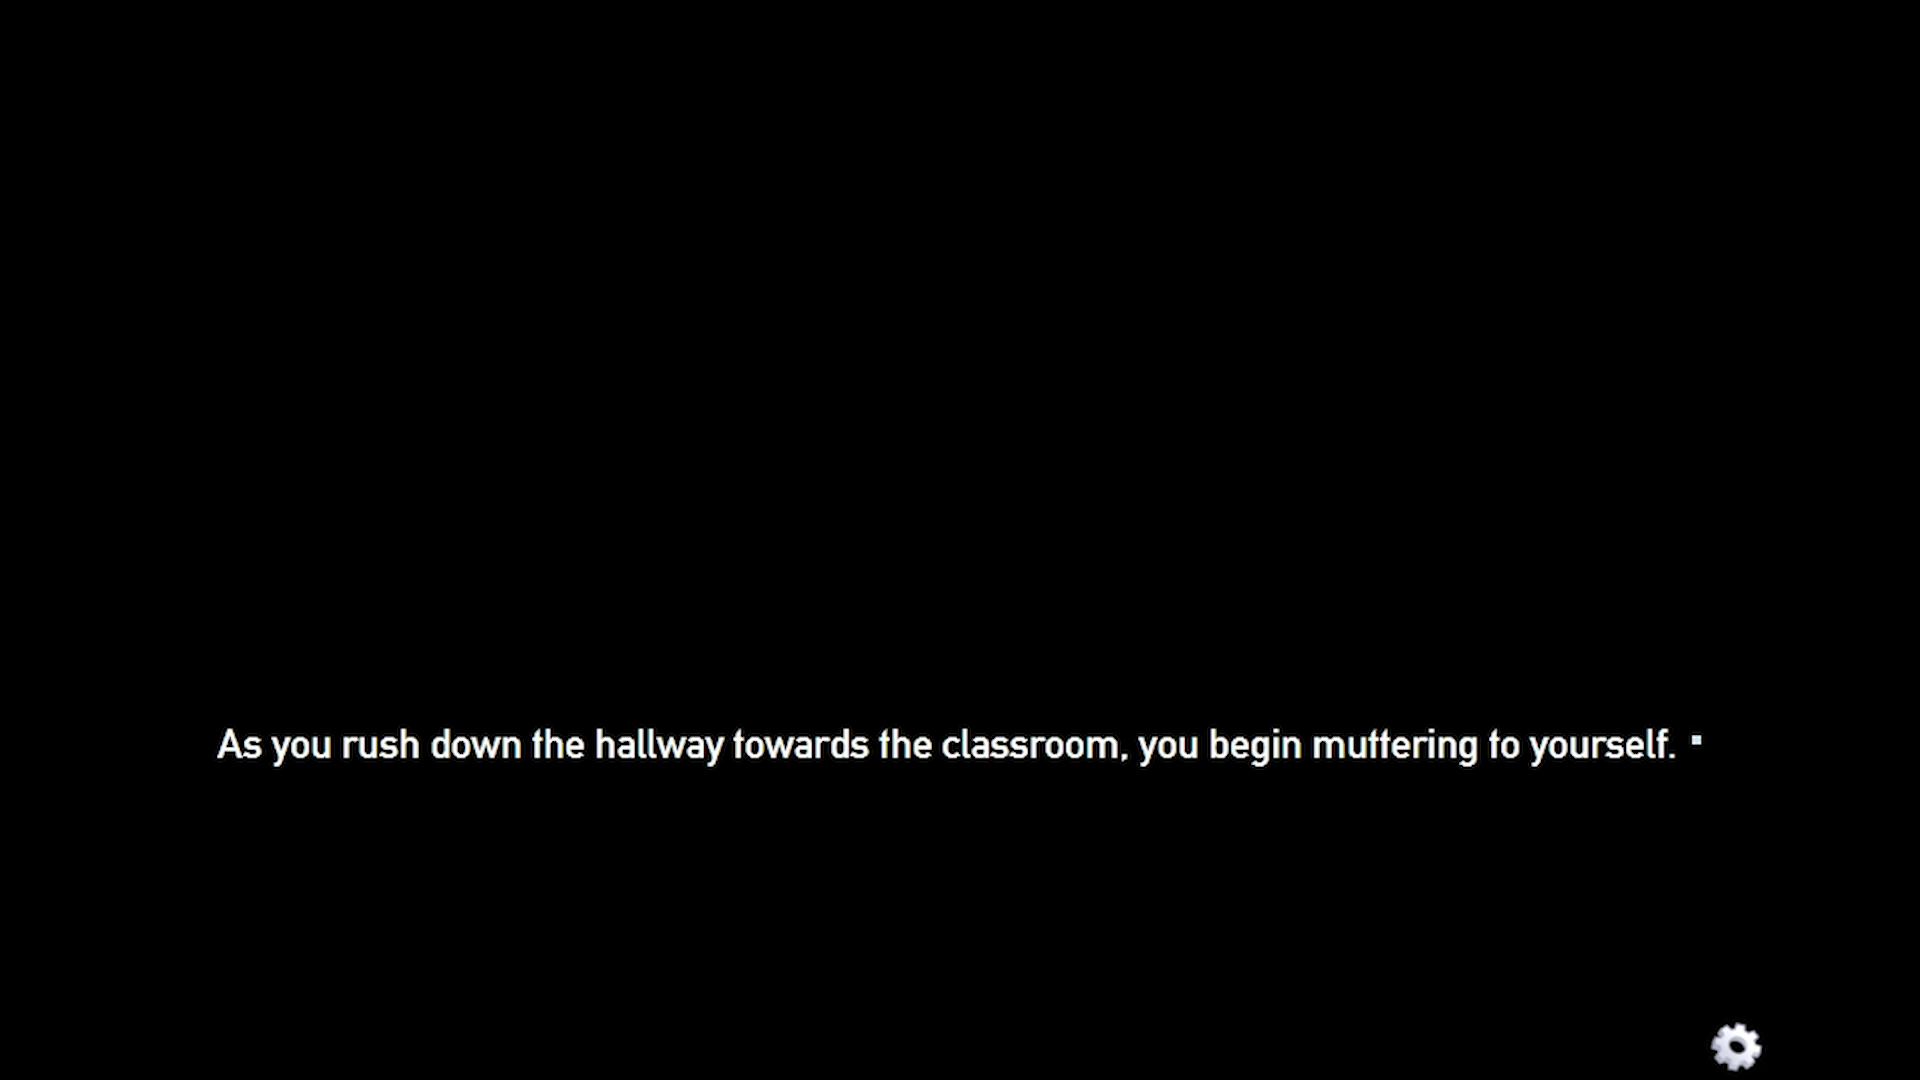 As you rush down the hallway towards the classroom, you begin muttering to yourself.